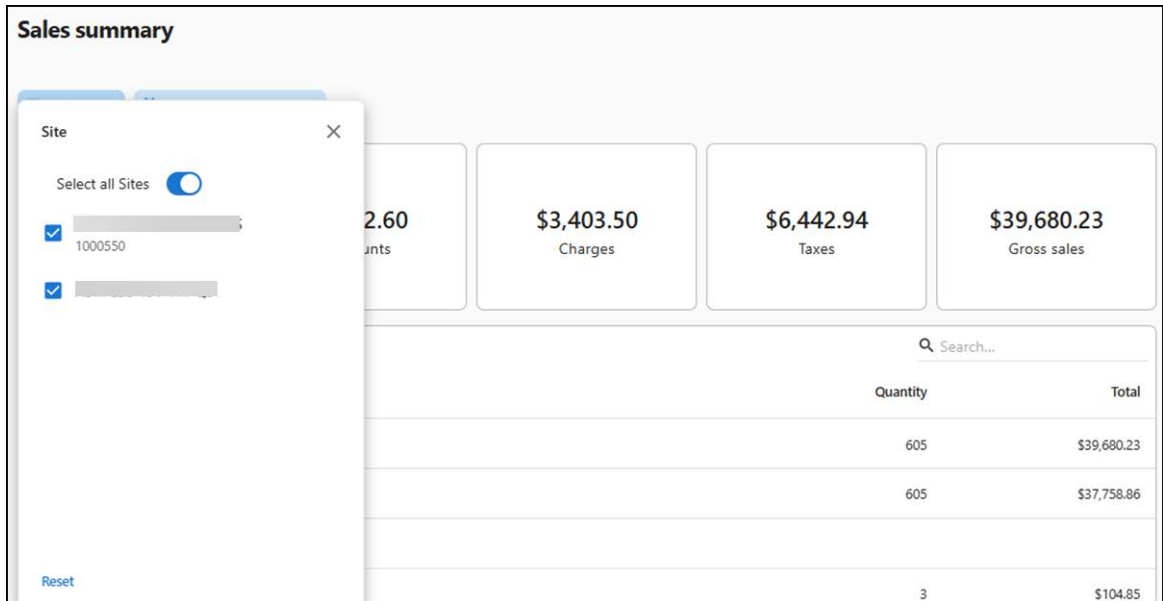 Sales summary
Site
Select all Sites
1000550
Reset
2.60
unts
$3,403.50
Charges
$6,442.94
Taxes
$39,680.23
Gross sales
Search...
Quantity Total
605 $39,680.23
605 $37,758.86
3 $104.85